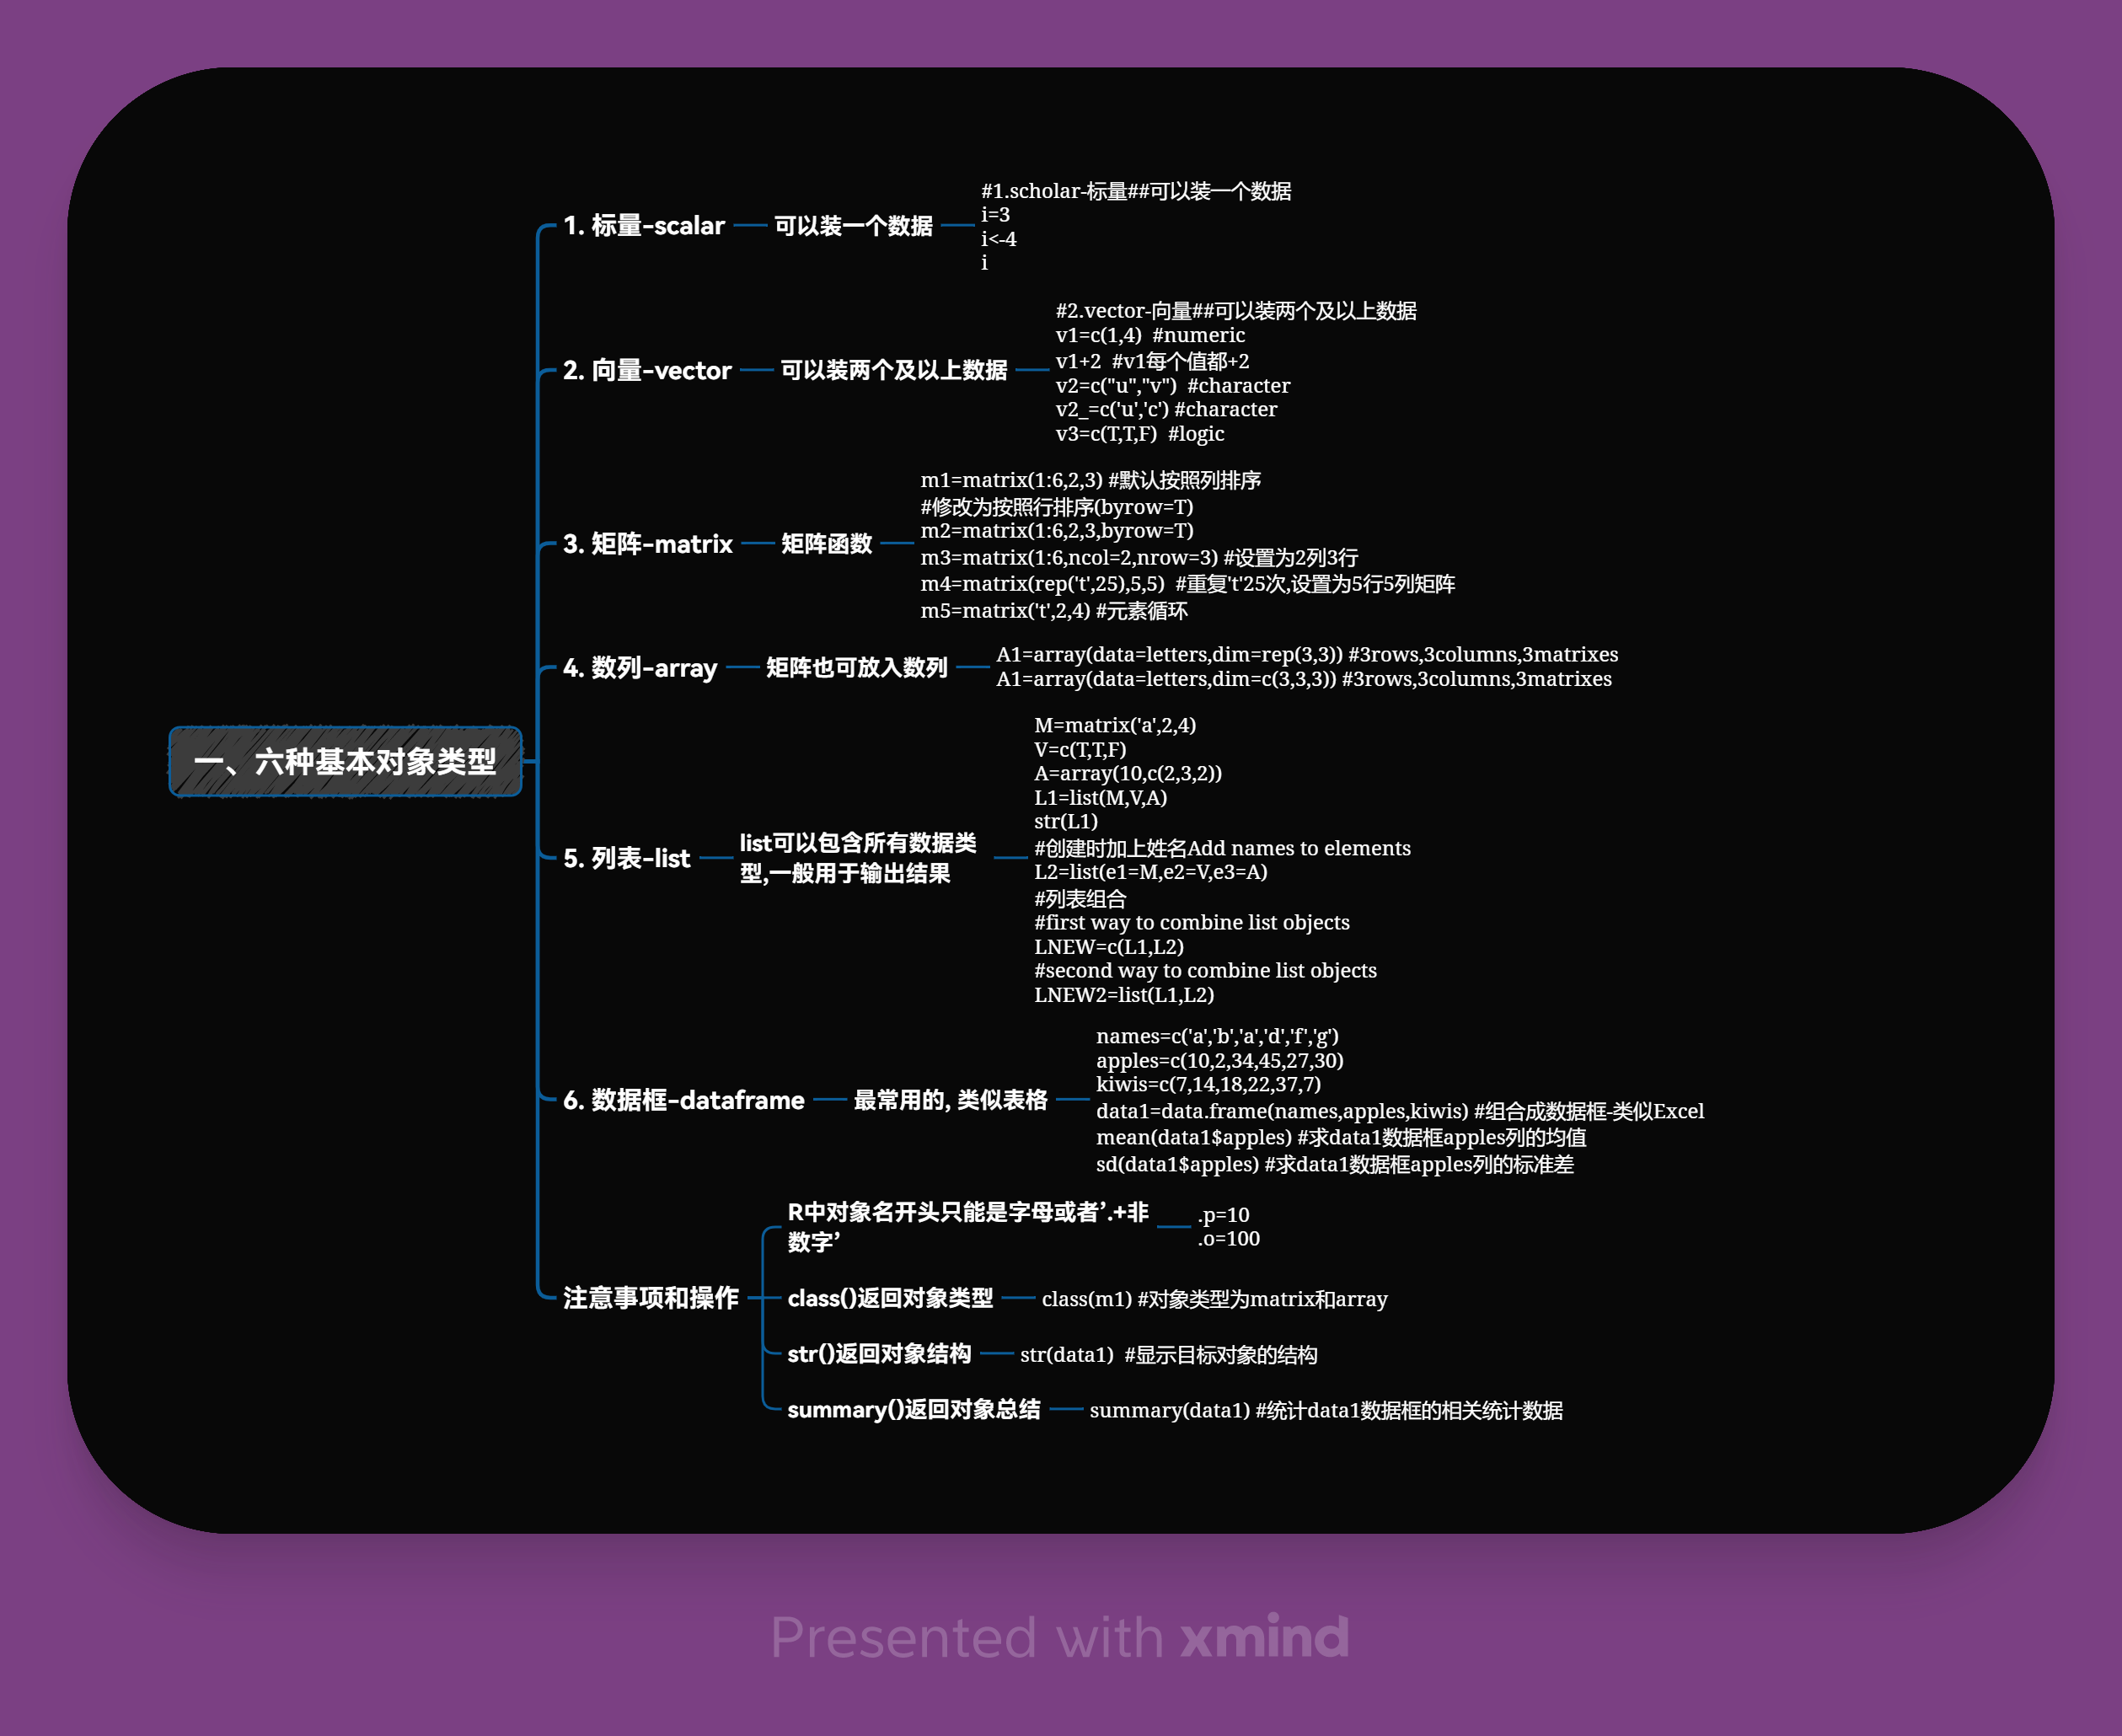 一、六种基本对象类型
1. 标量-scalar
可以装一个数据
#1.scholar-标量##可以装一个数据
i=3
i<-4
i
2. 向量-vector
可以装两个及以上数据
#2.vector-向量##可以装两个及以上数据
v1=c(1,4)  #numeric
v1+2  #v1每个值都+2
v2=c("u","v")  #character
v2_=c('u','c') #character
v3=c(T,T,F)  #logic
3. 矩阵-matrix
矩阵函数
m1=matrix(1:6,2,3) #默认按照列排序
#修改为按照行排序(byrow=T)
m2=matrix(1:6,2,3,byrow=T)
m3=matrix(1:6,ncol=2,nrow=3) #设置为2列3行
m4=matrix(rep('t',25),5,5)  #重复't'25次,设置为5行5列矩阵
m5=matrix('t',2,4) #元素循环
4. 数列-array
矩阵也可放入数列
A1=array(data=letters,dim=rep(3,3)) #3rows,3columns,3matrixes
A1=array(data=letters,dim=c(3,3,3)) #3rows,3columns,3matrixes
5. 列表-list
list可以包含所有数据类
型,一般用于输出结果
M=matrix('a',2,4)
V=c(T,T,F)
A=array(10,c(2,3,2))
L1=list(M,V,A)
str(L1)
#创建时加上姓名Add names to elements
L2=list(e1=M,e2=V,e3=A)
#列表组合
#first way to combine list objects
LNEW=c(L1,L2)
#second way to combine list objects
LNEW2=list(L1,L2)
6. 数据框-dataframe
最常用的, 类似表格
names=c('a','b','a','d','f','g')
apples=c(10,2,34,45,27,30)
kiwis=c(7,14,18,22,37,7)
data1=data.frame(names,apples,kiwis) #组合成数据框-类似Excel
mean(data1$apples) #求data1数据框apples列的均值
sd(data1$apples) #求data1数据框apples列的标准差
注意事项和操作
R中对象名开头只能是字母或者’.+非
数字’
.p=10
.o=100
class()返回对象类型
class(m1) #对象类型为matrix和array
str()返回对象结构
str(data1)  #显示目标对象的结构
summary()返回对象总结
summary(data1) #统计data1数据框的相关统计数据
Presented with xmind